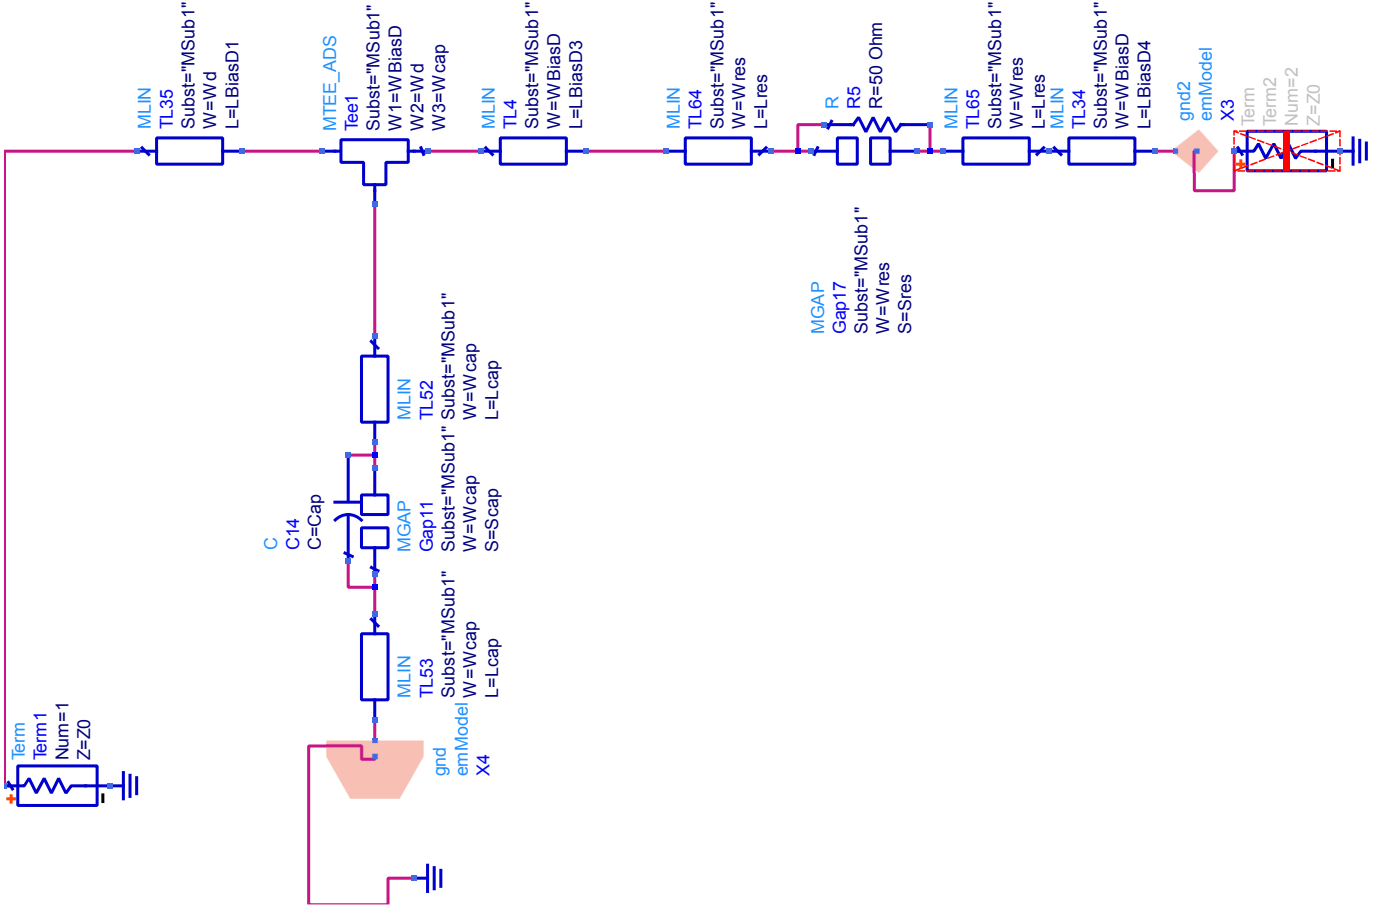 MLIN
TL35
Subst="MSub1"
W=Wd
L=LBiasD1
MTEE_ADS
Tee1
Subst="MSub1"
W1=WBiasD
W2=Wd
W3=Wcap
MLIN
TL4
Subst="MSub1"
W=WBiasD
L=LBiasD3
MLIN
TL64
Subst="MSub1"
W=Wres
L=Lres
R
R5
R=50 Ohm
MLIN
TL65
Subst="MSub1"
W=Wres
L=Lres
MLIN
TL34
Subst="MSub1"
W=WBiasD
L=LBiasD4
gnd2
emModel
X3
Term
Term2
Num=2
Z=Z0
MGAP
Gap17
Subst="MSub1"
W=Wres
S=Sres
MLIN
TL52
Subst="MSub1"
W=Wcap
L=Lcap
C
C14
C=Cap
MGAP
Gap11
Subst="MSub1"
W=Wcap
S=Scap
MLIN
TL53
Subst="MSub1"
W=Wcap
L=Lcap
gnd
emModel
X4
Term
Term1
Num=1
Z=Z0